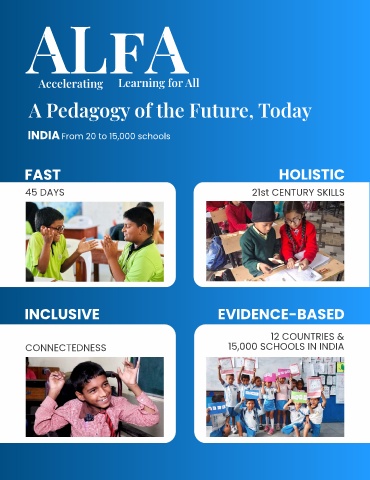 ALfA
Accelerating Learning for All
A Pedagogy of the Future, Today
INDIA From 20 to 15,000 schools
FAST
45 DAYS
HOLISTIC
21st CENTURY SKILLS
INCLUSIVE
CONNECTEDNESS
EVIDENCE-BASED
12 COUNTRIES &
15,000 SCHOOLS IN INDIA